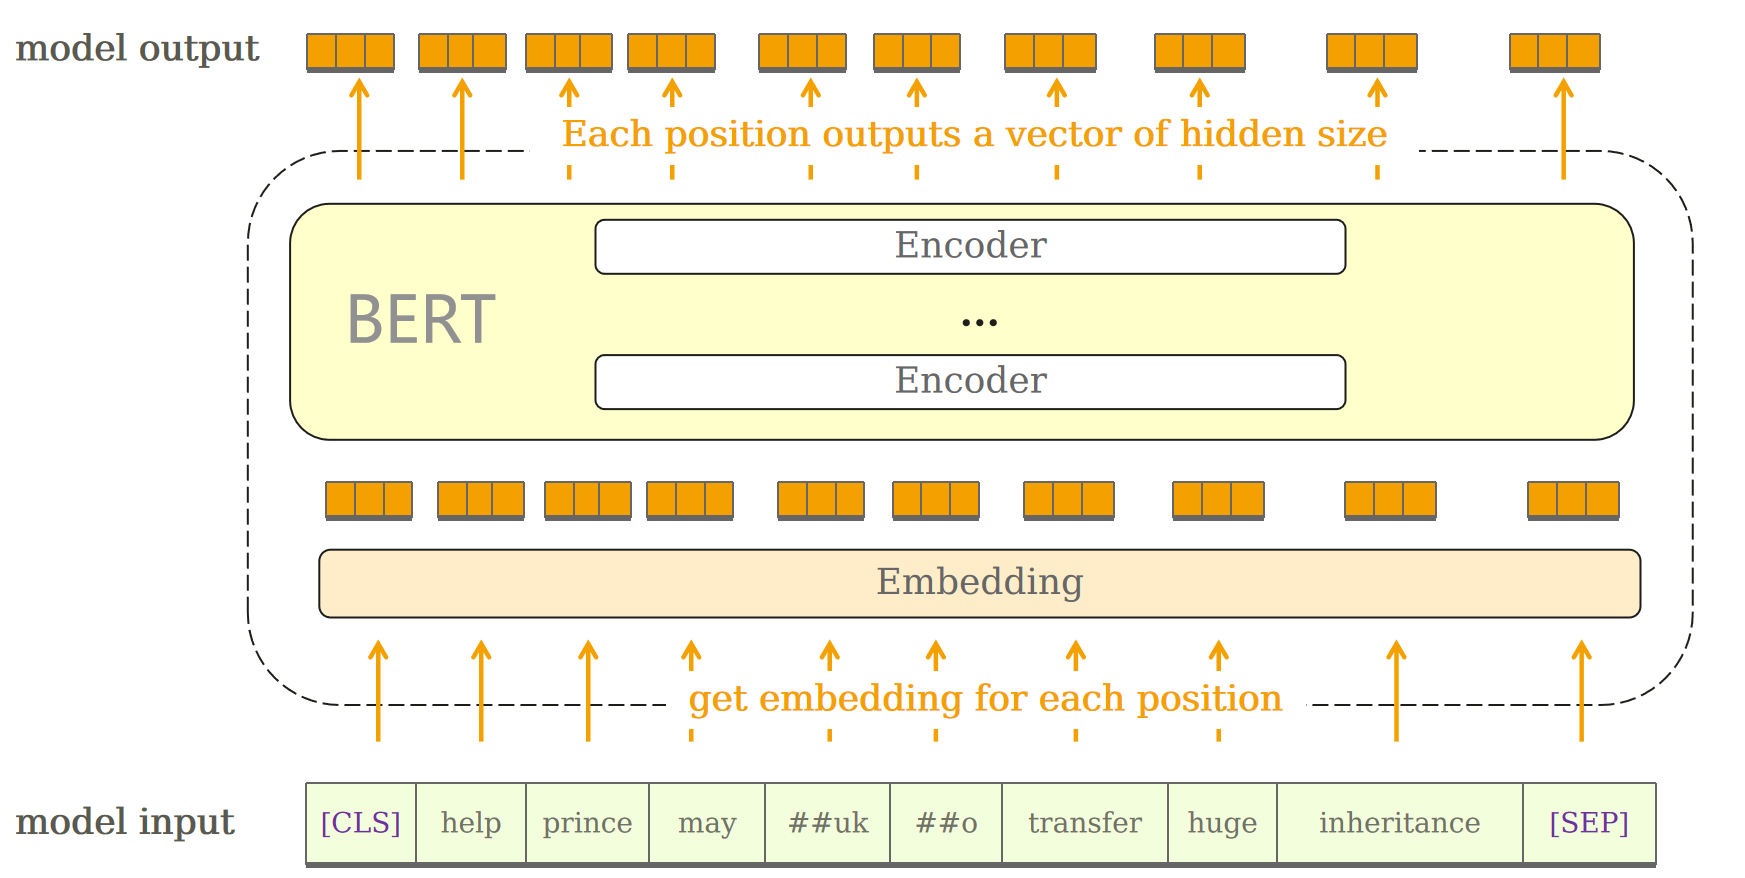 model output
Each position outputs a vector of hidden size
Encoder
BERT
...
Encoder
Embedding
get embedding for each position
model input
[CLS] help prince may ##uk ##o transfer huge inheritance [SEP]